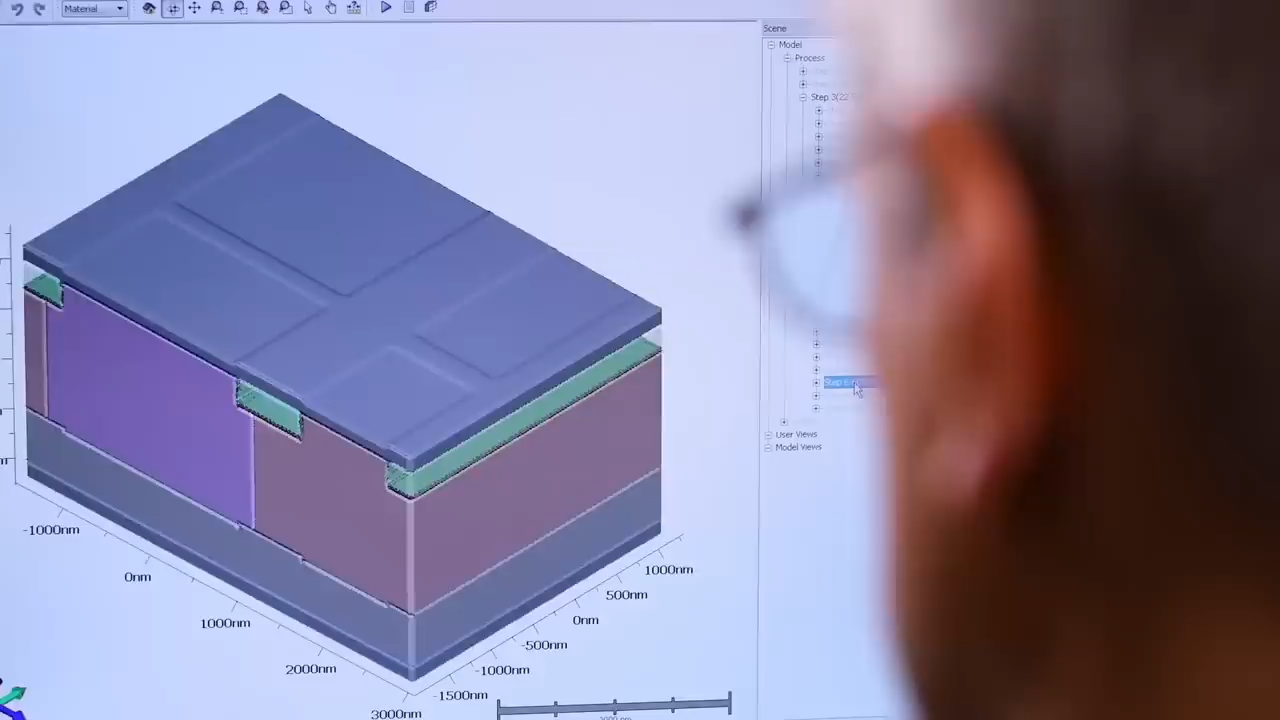 Material
Scene
Model
Process
Step 3(22
User Views
Model Views
-1000nm
0nm
1000nm
2000nm
3000nm
1000nm
500nm
0nm
-500nm
-1000nm
-1500nm